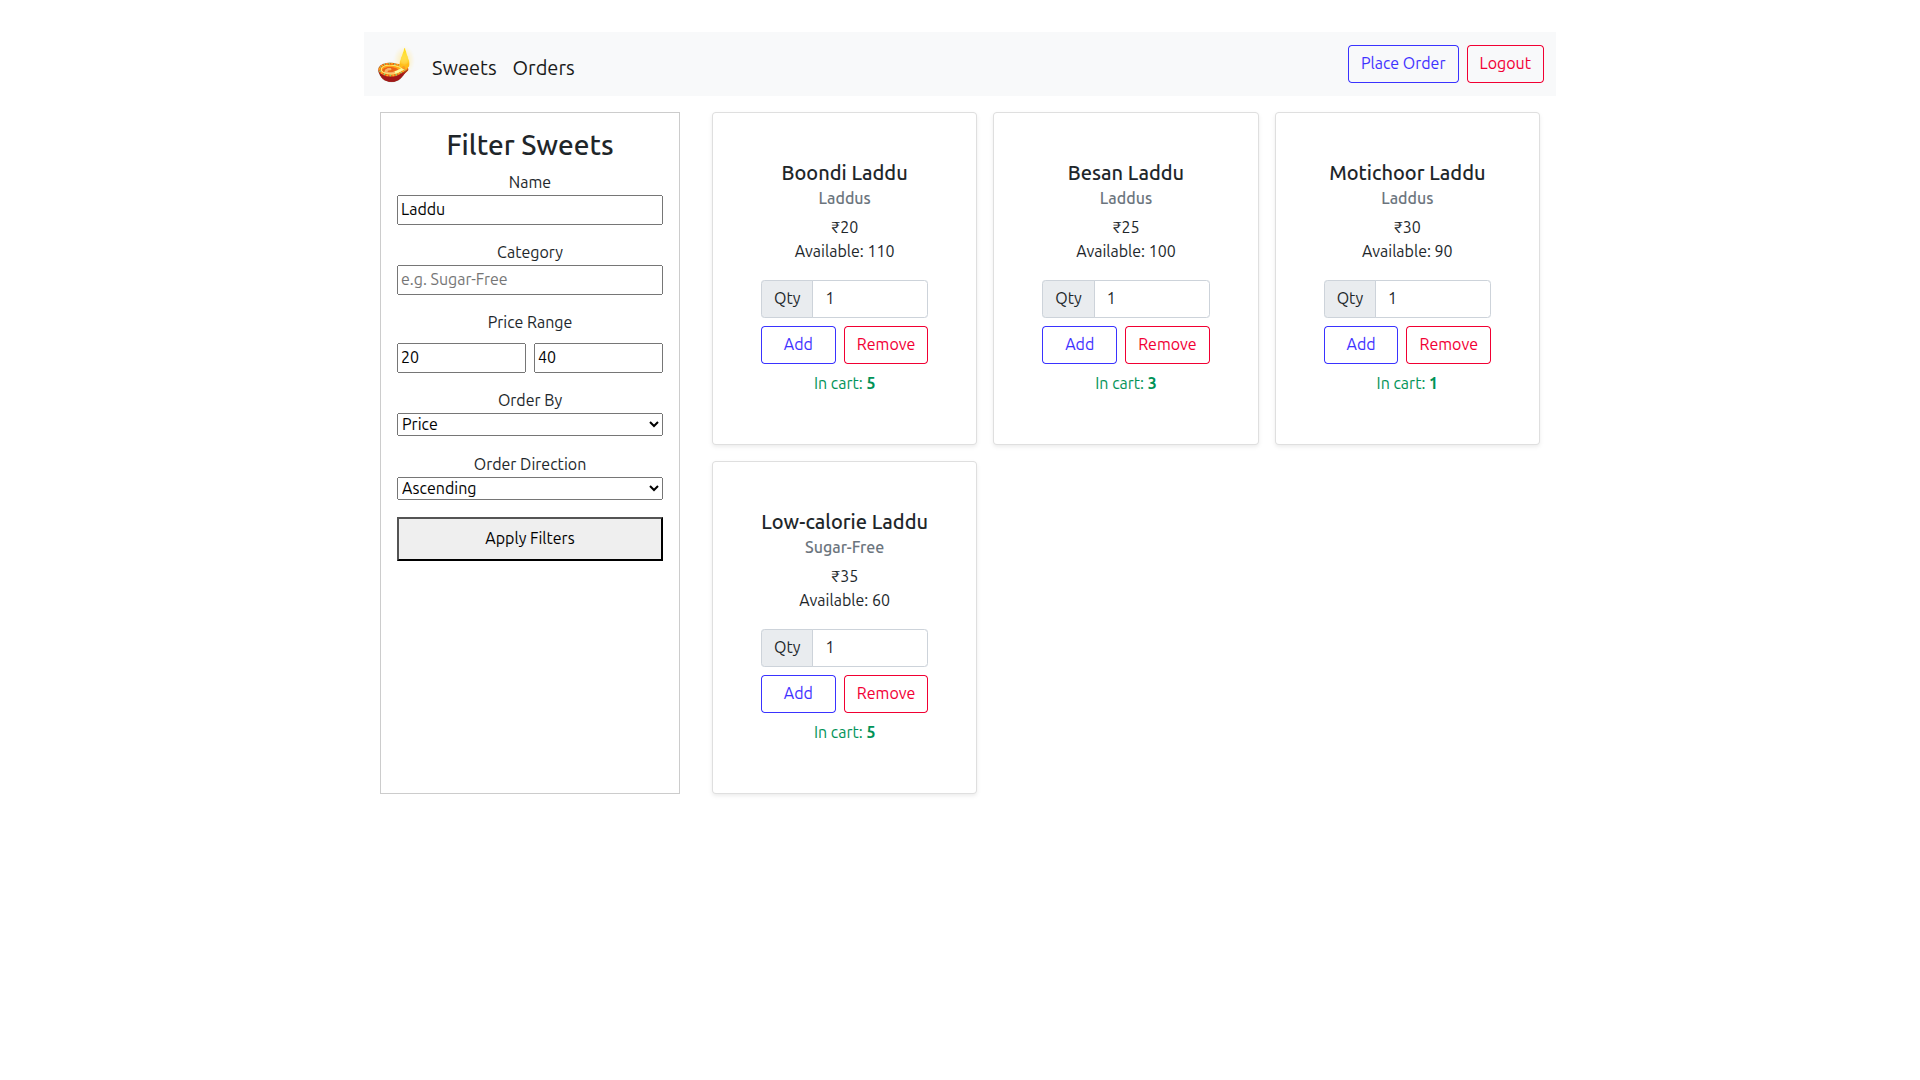 Sweets Orders
Place Order
Logout
Filter Sweets
Name
Laddu
Category
e.g. Sugar-Free
Price Range
20
40
Order By
Price
Order Direction
Ascending
Apply Filters
Boondi Laddu
Laddus
₹20
Available: 110
Qty 1
Add Remove
In cart: 5
Besan Laddu
Laddus
₹25
Available: 100
Qty 1
Add Remove
In cart: 3
Motichoor Laddu
Laddus
₹30
Available: 90
Qty 1
Add Remove
In cart: 1
Low-calorie Laddu
Sugar-Free
₹35
Available: 60
Qty 1
Add Remove
In cart: 5